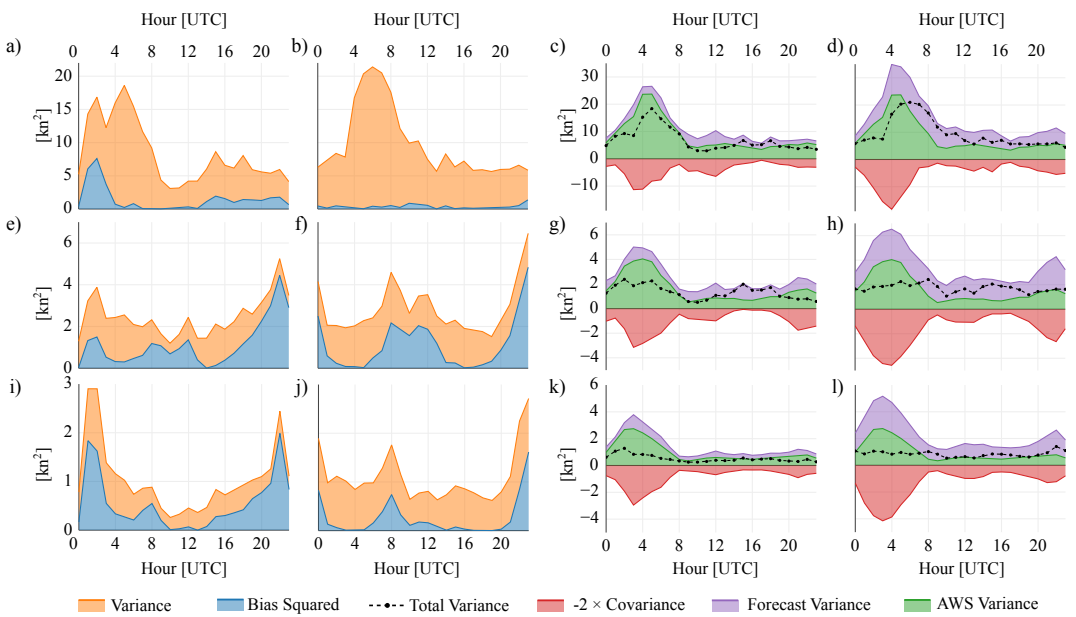 Hour [UTC] Hour [UTC] Hour [UTC] Hour [UTC]
a) b) c) d)
0 4 8 12 16 20 0 4 8 12 16 20 0 4 8 12 16 20 0 4 8 12 16 20
[kn²] 20 15 10 5 0
[kn²] 30 20 10 0 −10
e) f) g) h)
[kn²] 6 4 2 0
[kn²] 6 4 2 0 −2 −4
i) j) k) l)
[kn²] 3 2 1 0
[kn²] 6 4 2 0 −2 −4
0 4 8 12 16 20 0 4 8 12 16 20 0 4 8 12 16 20 0 4 8 12 16 20
Hour [UTC] Hour [UTC] Hour [UTC] Hour [UTC]
Variance Bias Squared Total Variance -2 × Covariance Forecast Variance AWS Variance